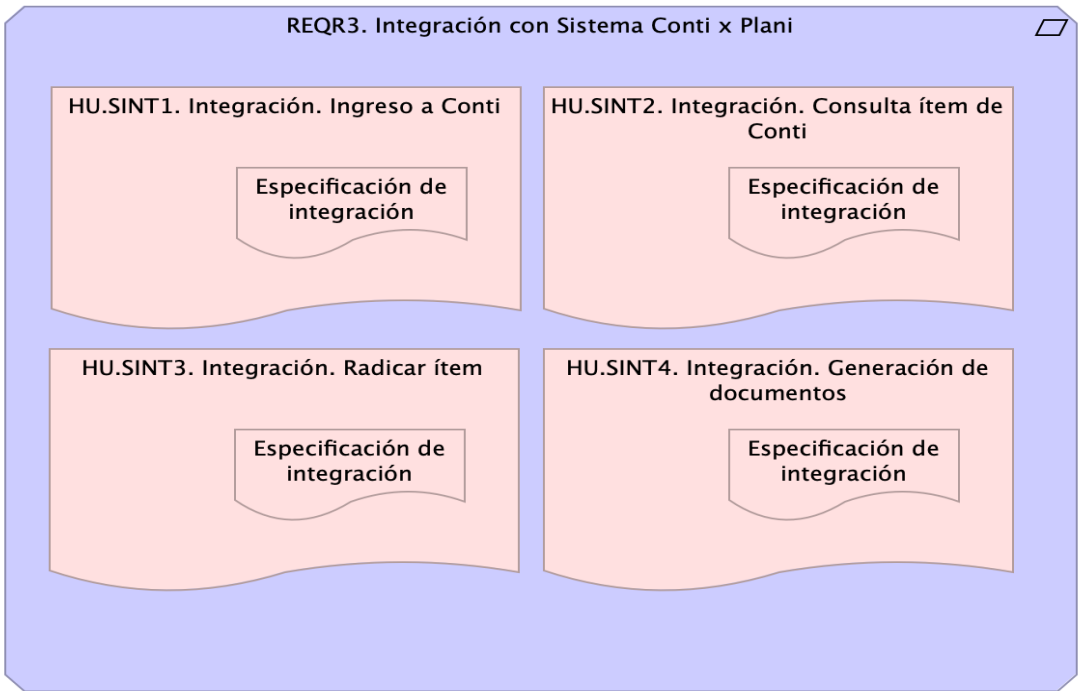 REQR3. Integración con Sistema Conti x Plani
HU.SINT1. Integración. Ingreso a Conti
Especificación de
integración
HU.SINT2. Integración. Consulta ítem de
Conti
Especificación de
integración
HU.SINT3. Integración. Radicar ítem
Especificación de
integración
HU.SINT4. Integración. Generación de
documentos
Especificación de
integración